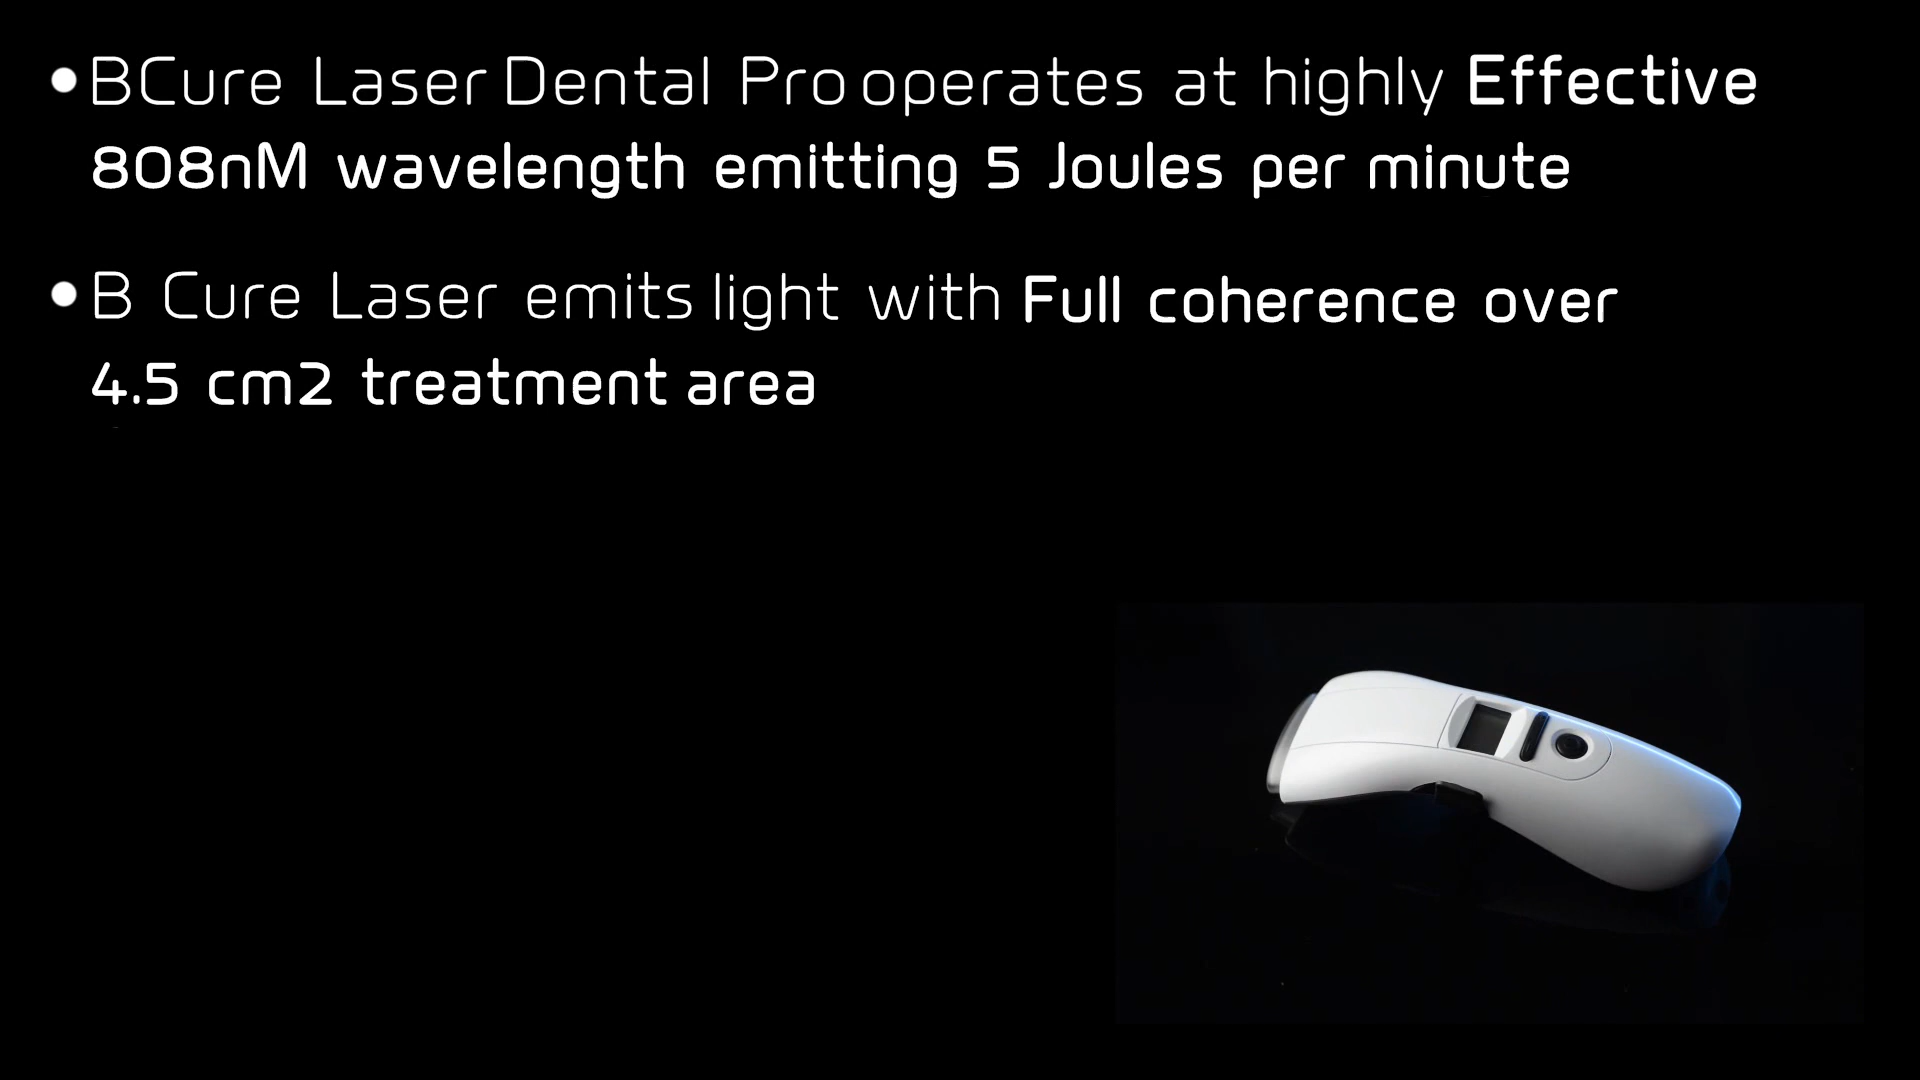 •BCure Laser Dental Pro operates at highly Effective
808nM wavelength emitting 5 Joules per minute
•B Cure Laser emits light with Full coherence over
4.5 cm2 treatment area